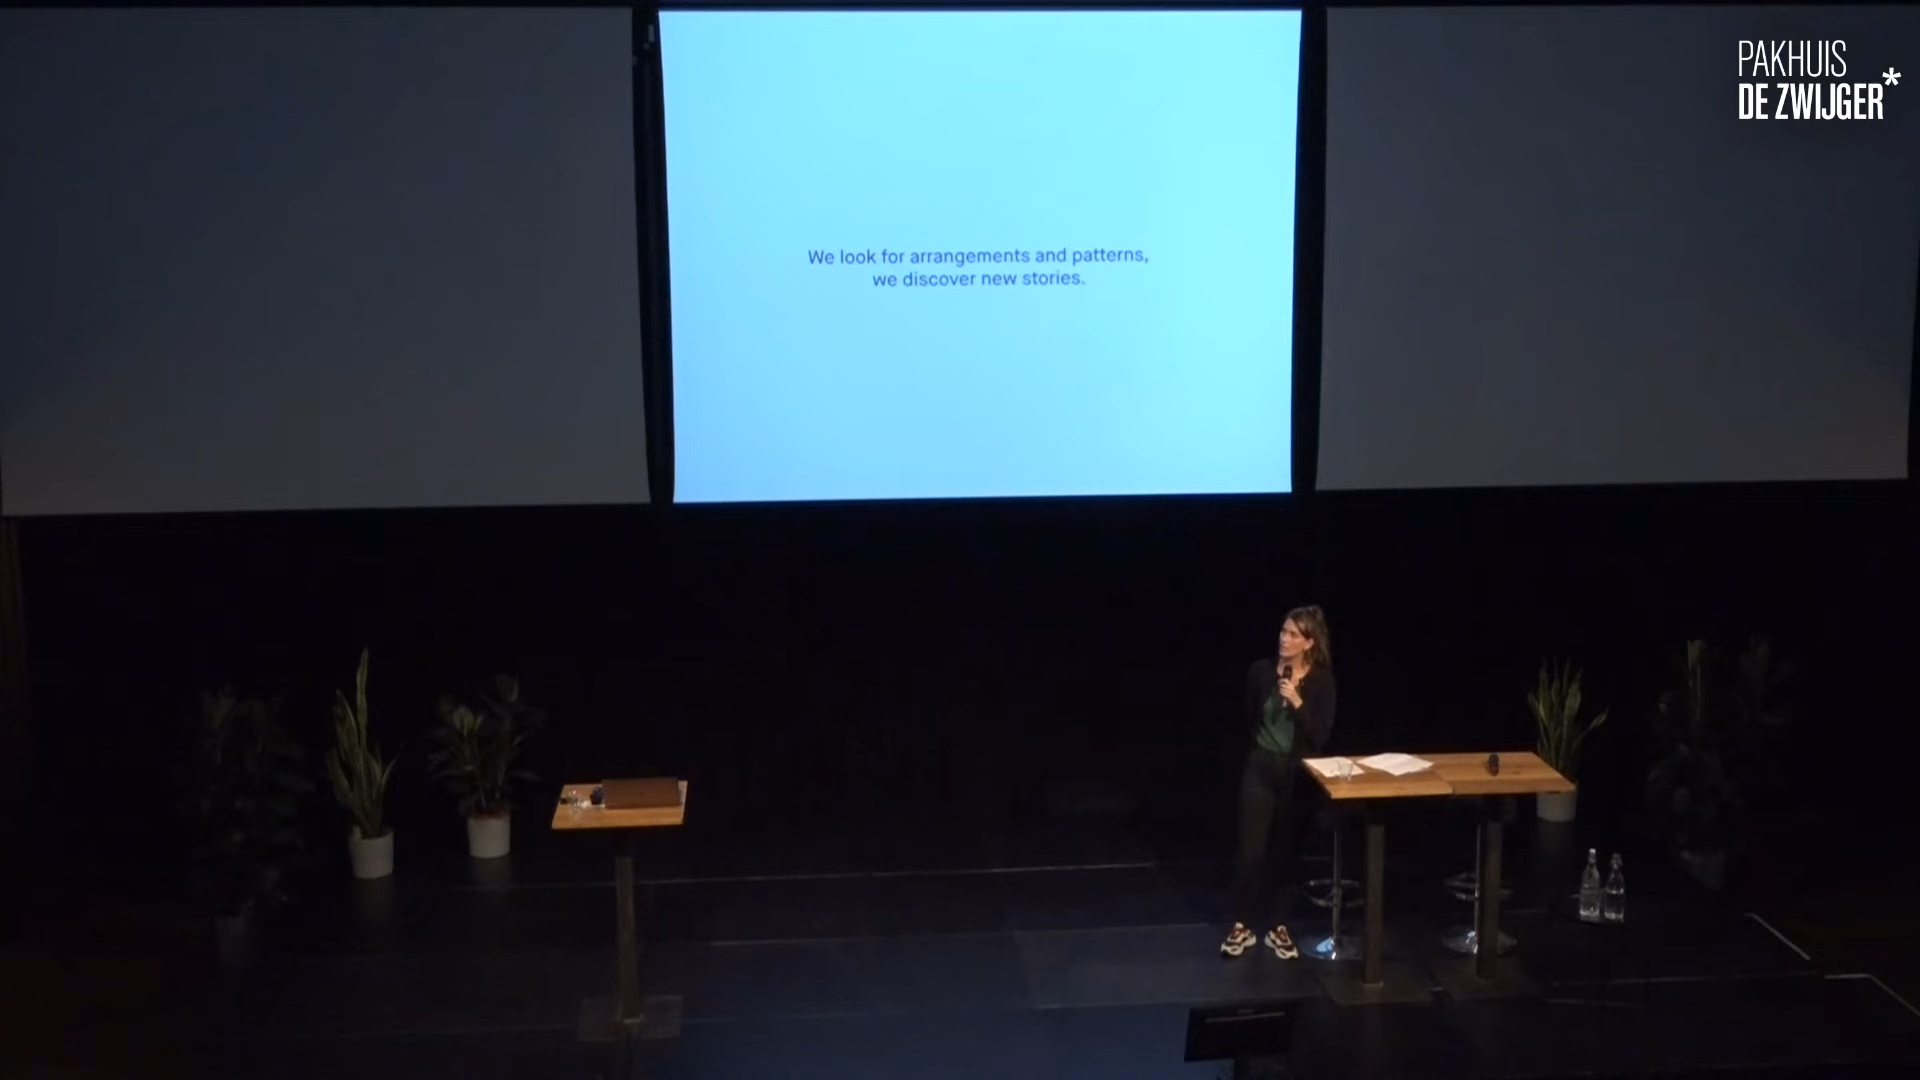 PAKHUIS
DE ZWIJGER*
We look for arrangements and patterns,
we discover new stories.